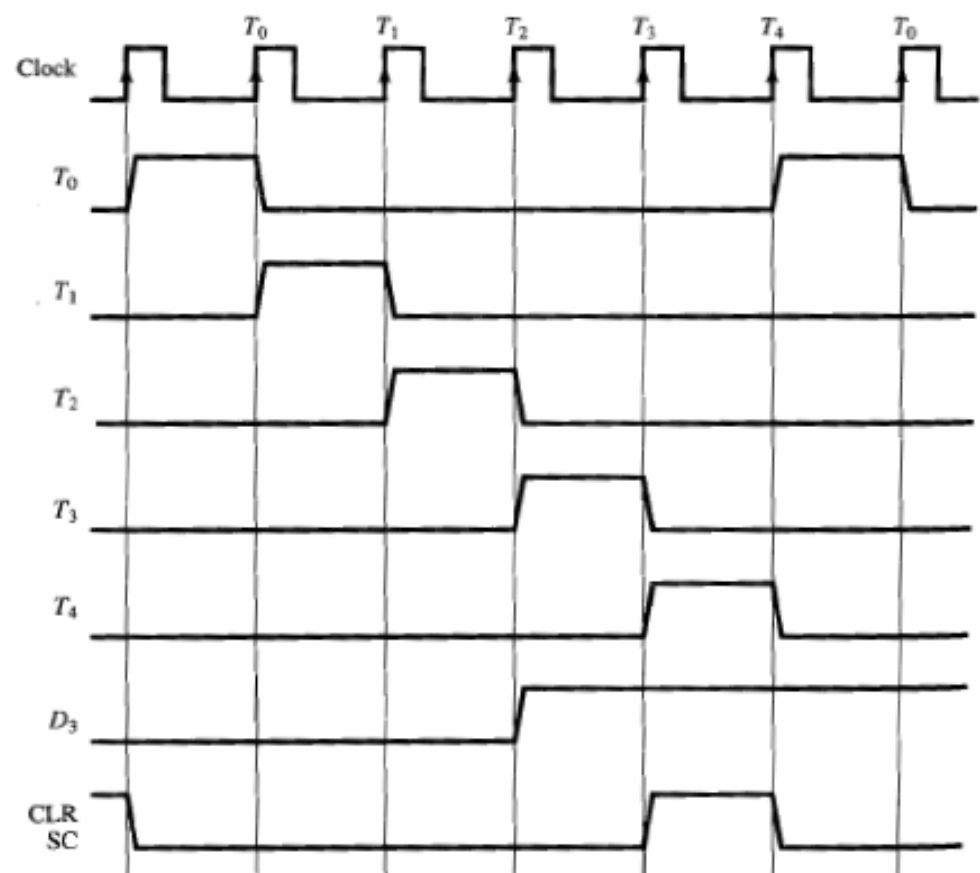 T₀ T₁ T₂ T₃ T₄ T₀
Clock
T₀
T₁
T₂
T₃
T₄
D₃
CLR
SC